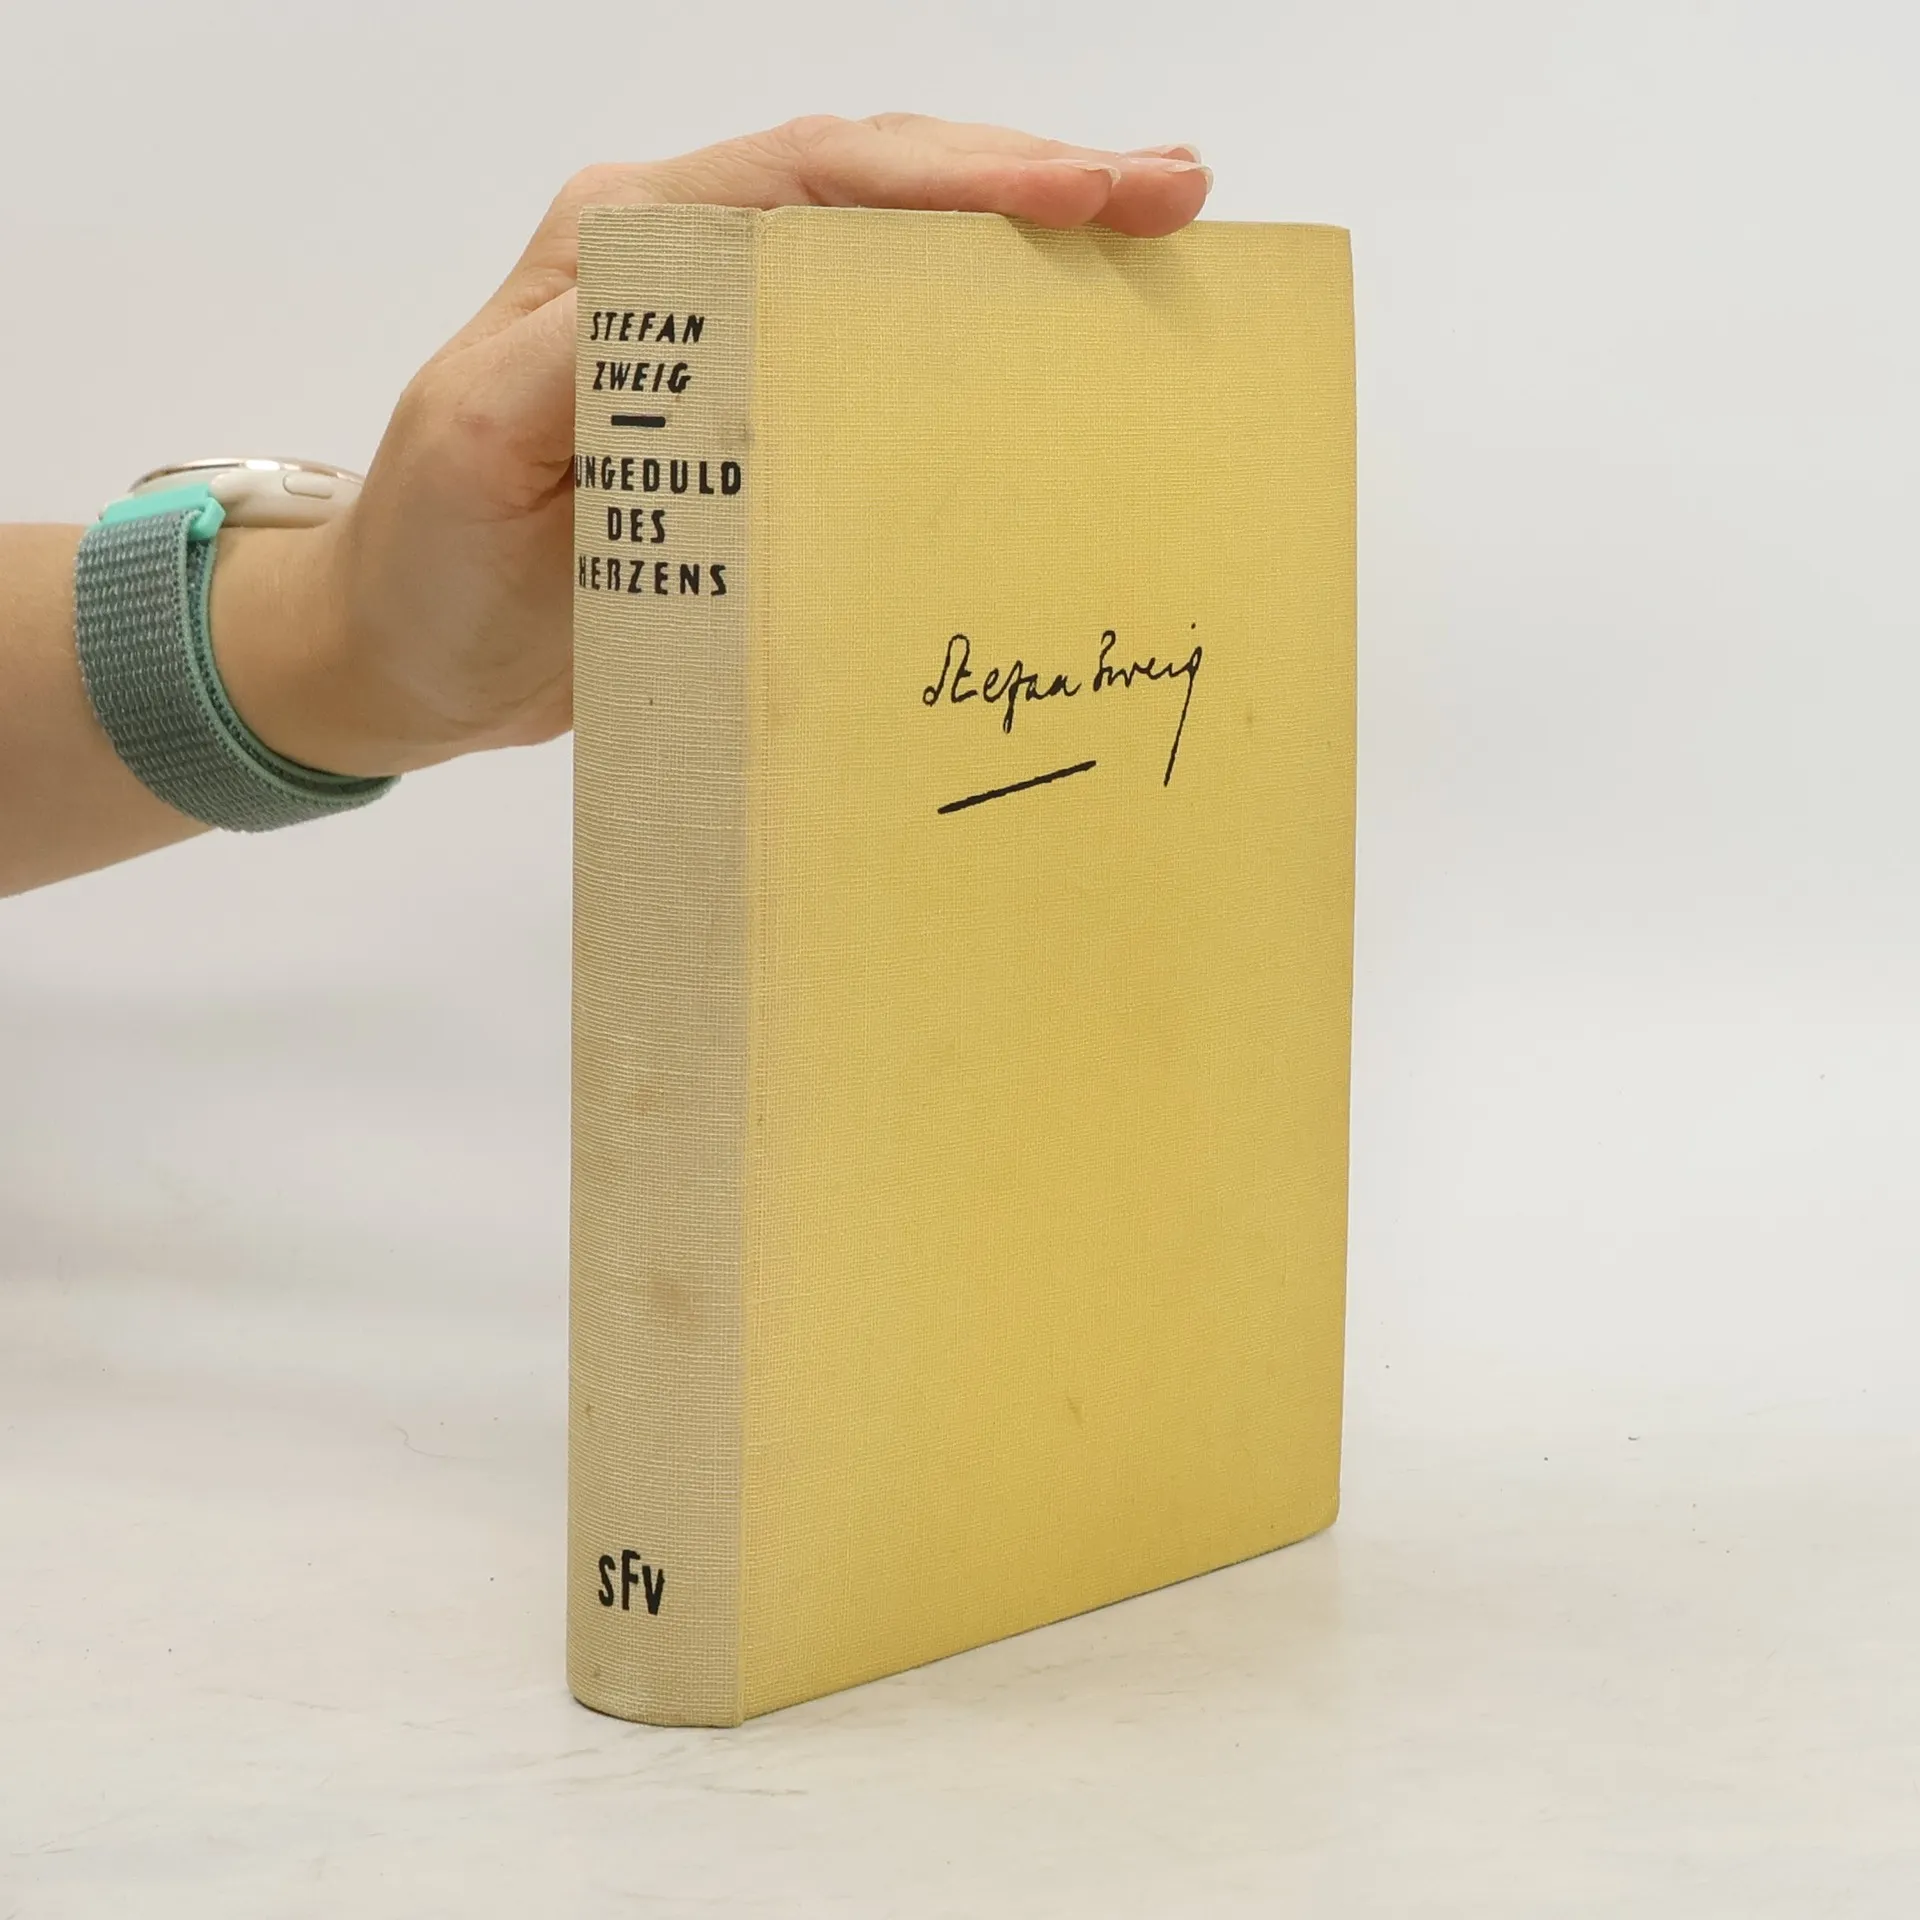 STEFAN
ZWEIG
UNGEDULD
DES
HERZENS
SFV
Stefan Zweig